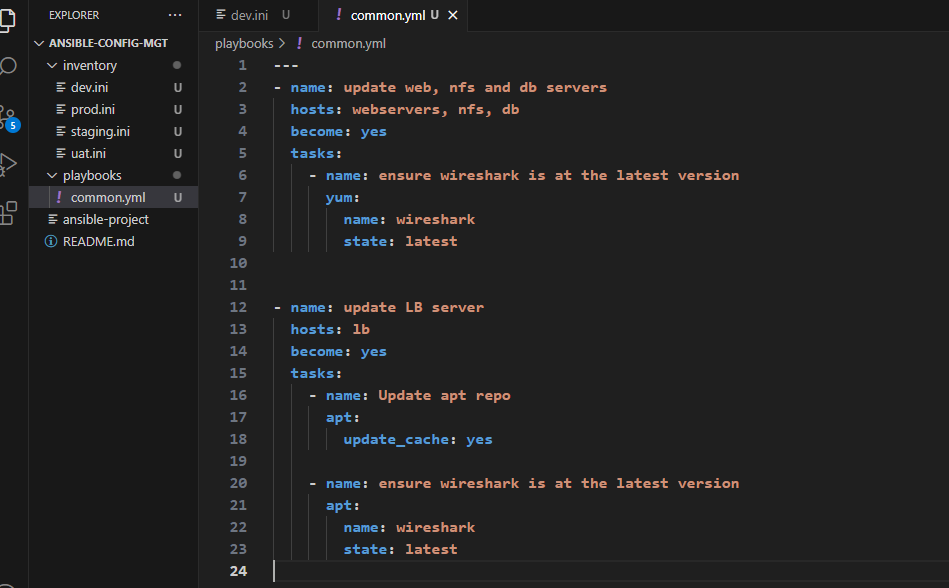 EXPLORER
ANSIBLE-CONFIG-MGT
inventory
dev.ini U
prod.ini U
staging.ini U
uat.ini U
playbooks
! common.yml U
ansible-project
README.md
5
dev.ini U
! common.yml U
playbooks > ! common.yml
1 ---
2 - name: update web, nfs and db servers
3   hosts: webservers, nfs, db
4   become: yes
5   tasks:
6     - name: ensure wireshark is at the latest version
7       yum:
8         name: wireshark
9         state: latest
10
11
12 - name: update LB server
13   hosts: lb
14   become: yes
15   tasks:
16     - name: Update apt repo
17       apt:
18         update_cache: yes
19
20     - name: ensure wireshark is at the latest version
21       apt:
22         name: wireshark
23         state: latest
24